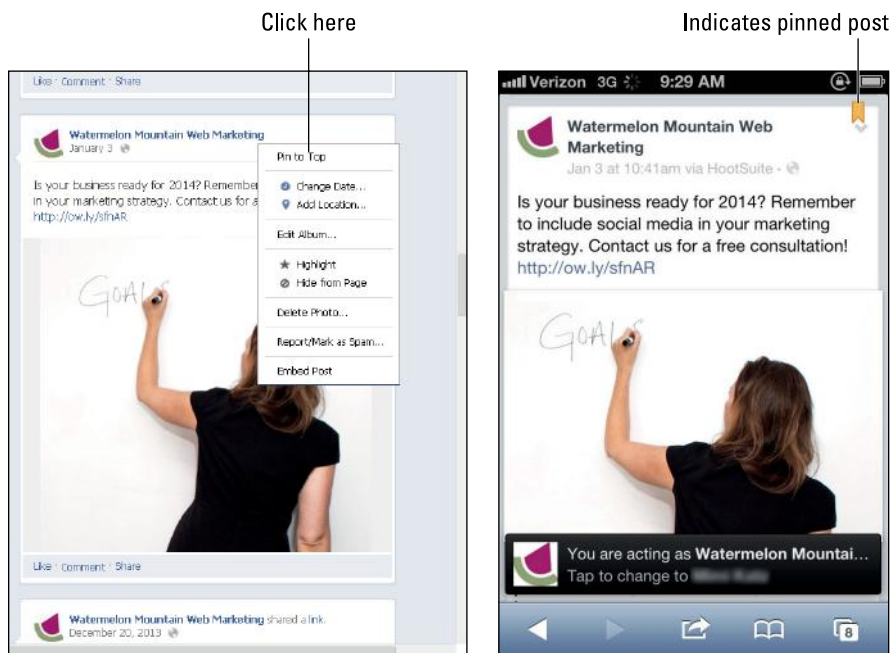 Click here
Indicates pinned post
Like · Comment · Share
Watermelon Mountain Web Marketing
January 3
Is your business ready for 2014? Remember
in your marketing strategy. Contact us for a
http://ow.ly/sfnAR
Pin to Top
Change Date...
Add Location...
Edit Album...
Highlight
Hide from Page
Delete Photo...
Report/Mark as Spam...
Embed Post
GOALS
Like · Comment · Share
Watermelon Mountain Web Marketing shared a link.
December 20, 2013
Verizon 3G 9:29 AM
Watermelon Mountain Web
Marketing
Jan 3 at 10:41am via HootSuite ·
Is your business ready for 2014? Remember
to include social media in your marketing
strategy. Contact us for a free consultation!
http://ow.ly/sfnAR
GOALS
You are acting as Watermelon Mountai...
Tap to change to
8